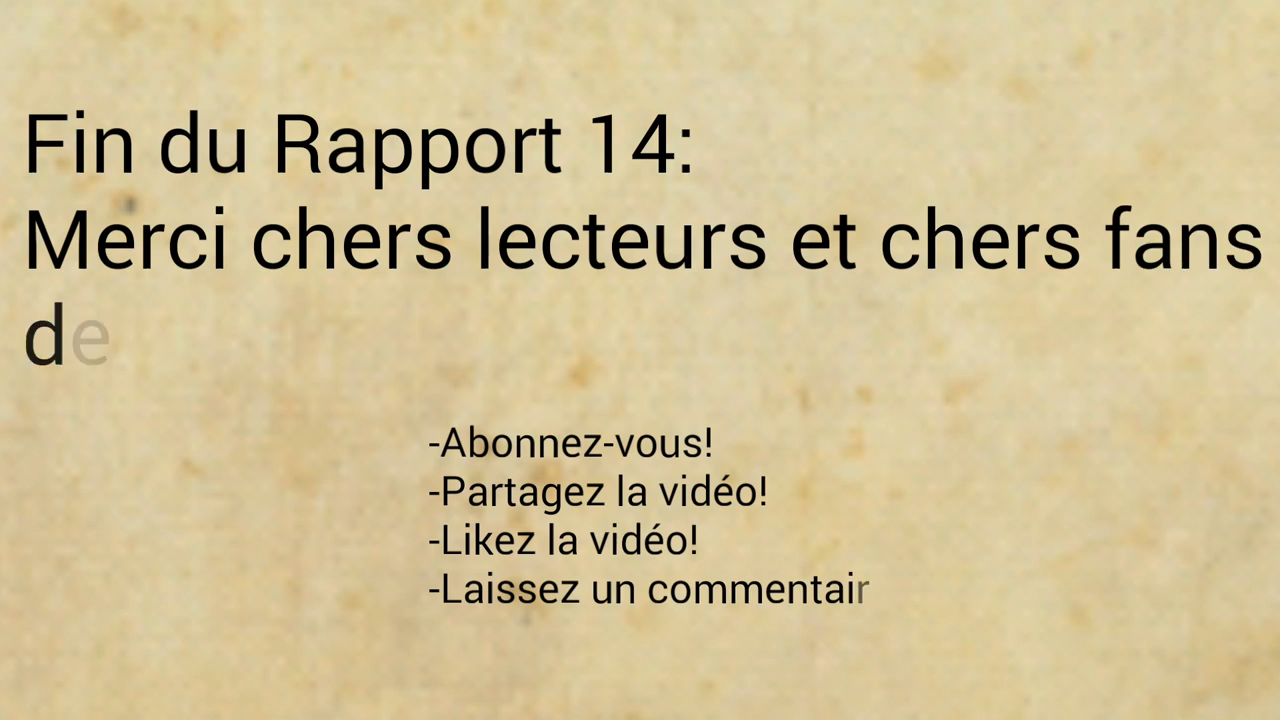 Fin du Rapport 14:
Merci chers lecteurs et chers fans
de
-Abonnez-vous!
-Partagez la vidéo!
-Likez la vidéo!
-Laissez un commentair